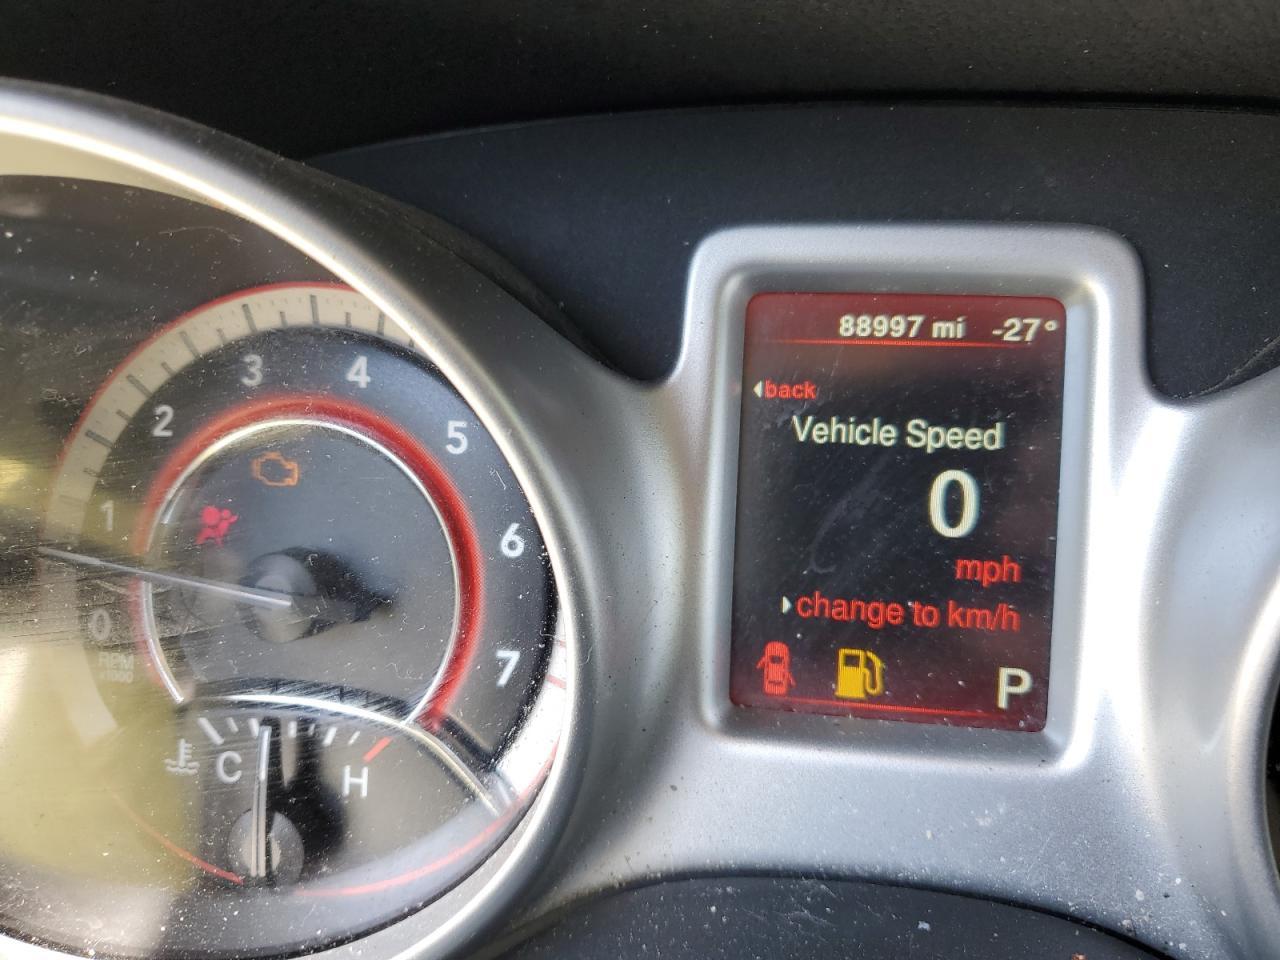 88997 mi -27°
back
Vehicle Speed
0
mph
change to km/h
P
0
1
2
3
4
5
6
7
RPM
x1000
C
H